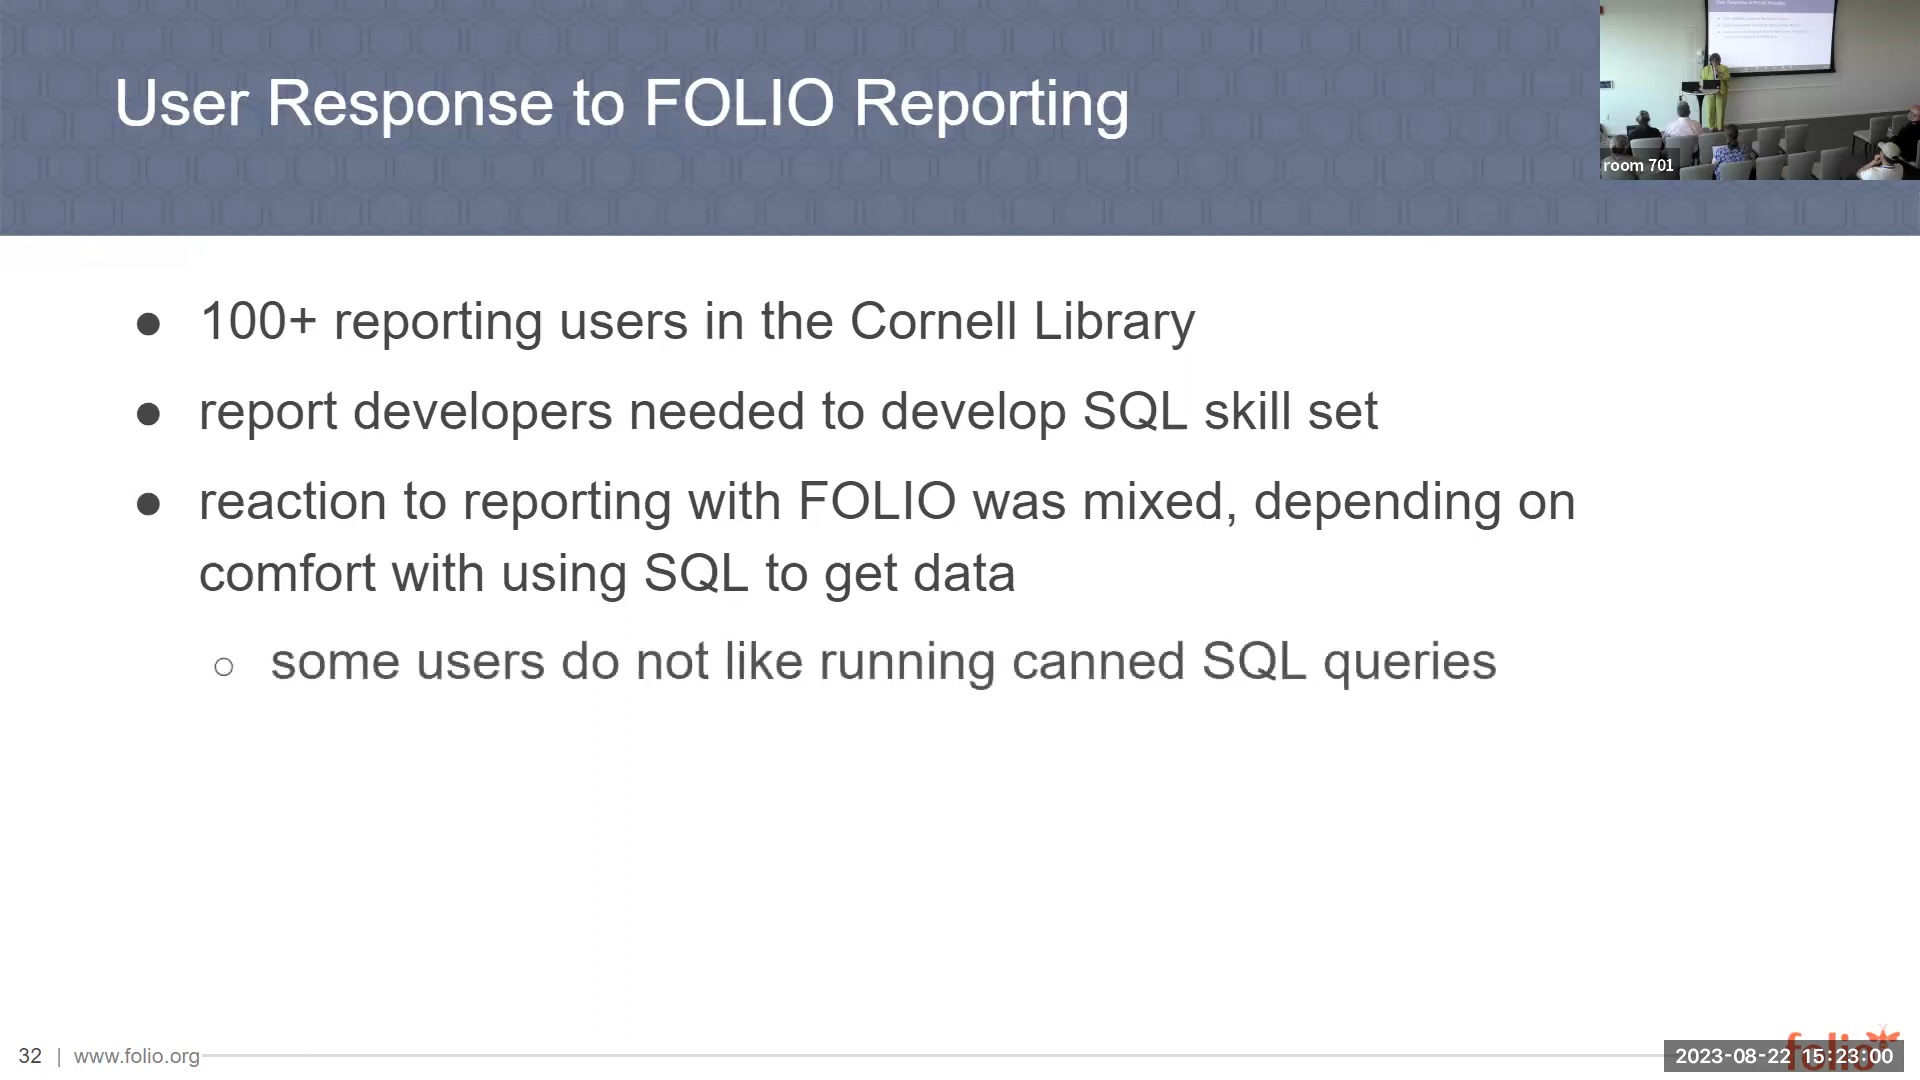 User Response to FOLIO Reporting
room 701
● 100+ reporting users in the Cornell Library
● report developers needed to develop SQL skill set
● reaction to reporting with FOLIO was mixed, depending on
comfort with using SQL to get data
○ some users do not like running canned SQL queries
32 | www.folio.org
folio
2023-08-22 15:23:00